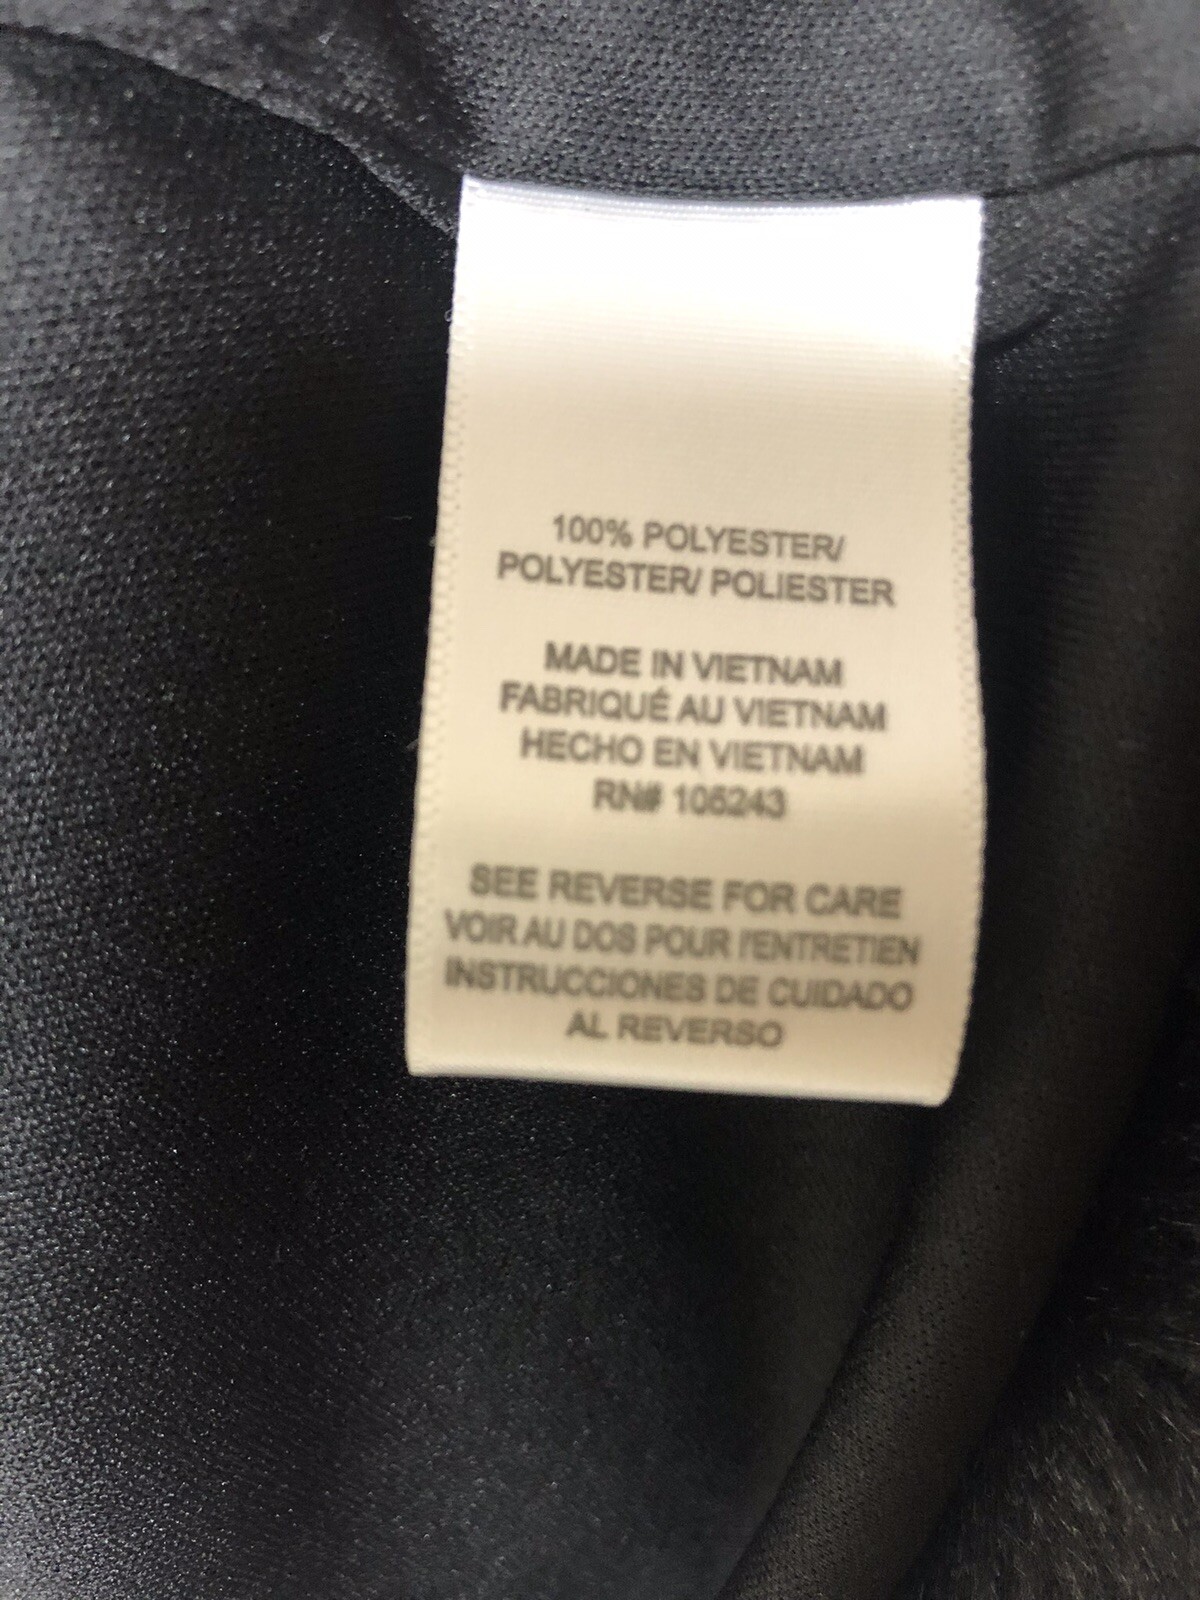 100% POLYESTER/
POLYESTER/ POLIESTER
MADE IN VIETNAM
FABRIQUÉ AU VIETNAM
HECHO EN VIETNAM
RN# 105243
SEE REVERSE FOR CARE
VOIR AU DOS POUR l'ENTRETIEN
INSTRUCCIONES DE CUIDADO
AL REVERSO